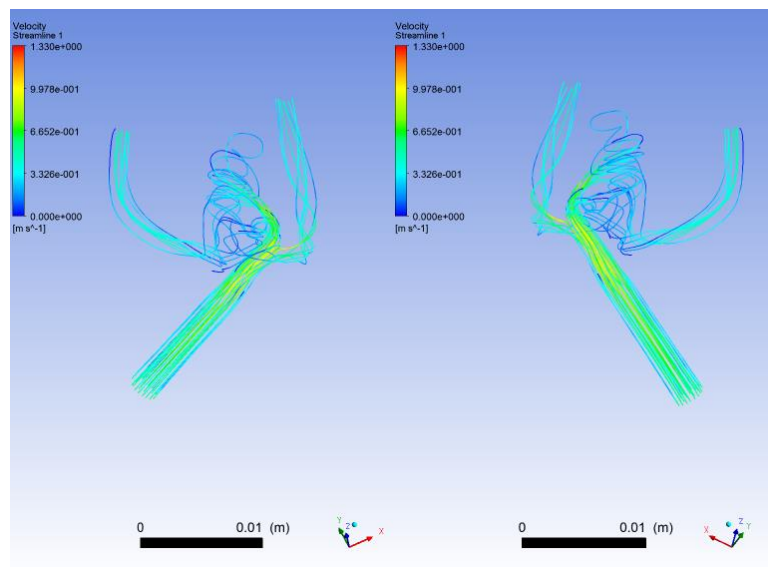 Velocity
Streamline 1
1.330e+000
9.978e-001
6.652e-001
3.326e-001
0.000e+000
[m s^-1]
0 0.01 (m)
Y
Z
X
Velocity
Streamline 1
1.330e+000
9.978e-001
6.652e-001
3.326e-001
0.000e+000
[m s^-1]
0 0.01 (m)
X
Z
Y